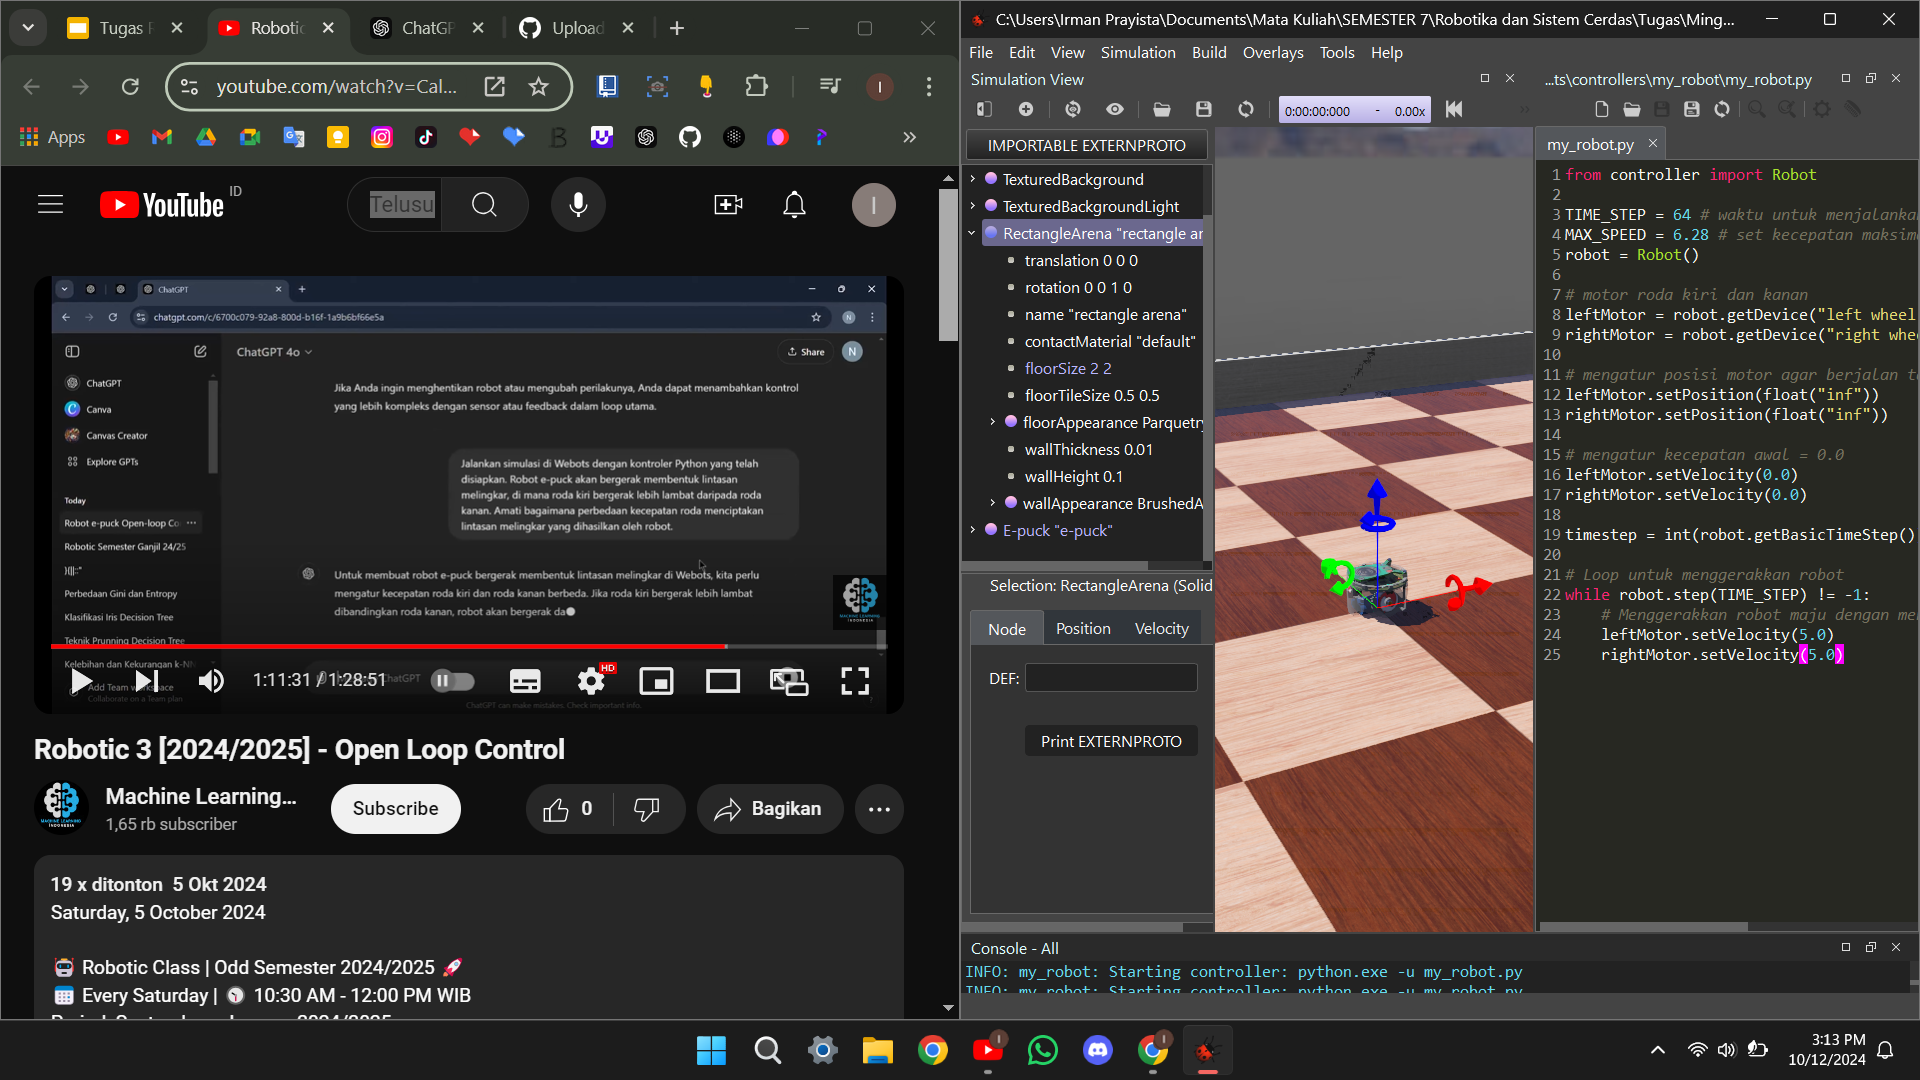 Tugas
Robotic
ChatGP
Upload
youtube.com/watch?v=Cal...
Apps
YouTube ID
Telusu
ChatGPT
chatgpt.com/c/6700c079-92a8-800d-b16f-1a9b6bf66e5a
ChatGPT 4o
Share
N
ChatGPT
Canva
Canvas Creator
Explore GPTs
Today
Robot e-puck Open-loop Co
Robotic Semester Ganjil 24/25
Perbedaan Gini dan Entropy
Klasifikasi Iris Decision Tree
Teknik Prunning Decision Tree
Kelebihan dan Kekurangan k-NN
Add Team workspace
Collaborate on a Team plan
Jika Anda ingin menghentikan robot atau mengubah perilakunya, Anda dapat menambahkan kontrol
yang lebih kompleks dengan sensor atau feedback dalam loop utama.
Jalankan simulasi di Webots dengan kontroler Python yang telah
disiapkan. Robot e-puck akan bergerak membentuk lintasan
melingkar, di mana roda kiri bergerak lebih lambat daripada roda
kanan. Amati bagaimana perbedaan kecepatan roda menciptakan
lintasan melingkar yang dihasilkan oleh robot.
Untuk membuat robot e-puck bergerak membentuk lintasan melingkar di Webots, kita perlu
mengatur kecepatan roda kiri dan roda kanan berbeda. Jika roda kiri bergerak lebih lambat
dibandingkan roda kanan, robot akan bergerak da
MACHINE LEARNING
INDONESIA
1:11:31 / 1:28:51
HD
ChatGPT can make mistakes. Check important info.
Robotic 3 [2024/2025] - Open Loop Control
Machine Learning...
1,65 rb subscriber
Subscribe
0
Bagikan
19 x ditonton 5 Okt 2024
Saturday, 5 October 2024
Robotic Class | Odd Semester 2024/2025
Every Saturday | 10:30 AM - 12:00 PM WIB
C:\Users\Irman Prayista\Documents\Mata Kuliah\SEMESTER 7\Robotika dan Sistem Cerdas\Tugas\Ming...
File Edit View Simulation Build Overlays Tools Help
Simulation View
0:00:00:000 - 0.00x
IMPORTABLE EXTERNPROTO
TexturedBackground
TexturedBackgroundLight
RectangleArena "rectangle ar
translation 0 0 0
rotation 0 0 1 0
name "rectangle arena"
contactMaterial "default"
floorSize 2 2
floorTileSize 0.5 0.5
floorAppearance Parquetry
wallThickness 0.01
wallHeight 0.1
wallAppearance BrushedA
E-puck "e-puck"
Selection: RectangleArena (Solid
Node Position Velocity
DEF:
Print EXTERNPROTO
...ts\controllers\my_robot\my_robot.py
my_robot.py
1 from controller import Robot
2
3 TIME_STEP = 64 # waktu untuk menjalanka
4 MAX_SPEED = 6.28 # set kecepatan maksim
5 robot = Robot()
6
7 # motor roda kiri dan kanan
8 leftMotor = robot.getDevice("left wheel
9 rightMotor = robot.getDevice("right whe
10
11 # mengatur posisi motor agar berjalan t
12 leftMotor.setPosition(float("inf"))
13 rightMotor.setPosition(float("inf"))
14
15 # mengatur kecepatan awal = 0.0
16 leftMotor.setVelocity(0.0)
17 rightMotor.setVelocity(0.0)
18
19 timestep = int(robot.getBasicTimeStep()
20
21 # Loop untuk menggerakkan robot
22 while robot.step(TIME_STEP) != -1:
23 # Menggerakkan robot maju dengan me
24 leftMotor.setVelocity(5.0)
25 rightMotor.setVelocity(5.0)
Console - All
INFO: my_robot: Starting controller: python.exe -u my_robot.py
INFO: my_robot: Starting controller: python.exe -u my_robot.py
3:13 PM
10/12/2024